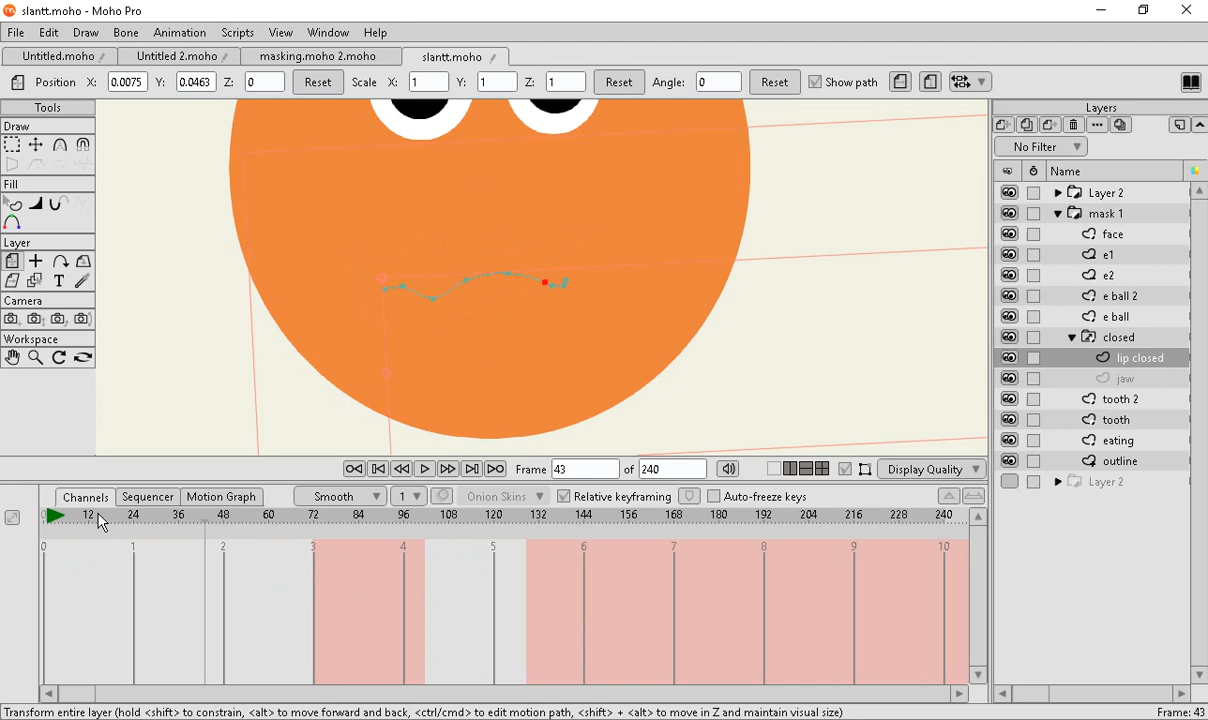 slantt.moho - Moho Pro
File Edit Draw Bone Animation Scripts View Window Help
Untitled.moho Untitled 2.moho masking.moho 2.moho slantt.moho
Position X: 0.0075 Y: 0.0463 Z: 0 Reset Scale X: 1 Y: 1 Z: 1 Reset Angle: 0 Reset Show path
Tools
Draw
Fill
Layer
T
Camera
Workspace
Layers
No Filter
Name
Layer 2
mask 1
face
e1
e2
e ball 2
e ball
closed
lip closed
jaw
tooth 2
tooth
eating
outline
Layer 2
Frame 43 of 240 Display Quality
Channels Sequencer Motion Graph Smooth 1 Onion Skins Relative keyframing Auto-freeze keys
0 12 24 36 48 60 72 84 96 108 120 132 144 156 168 180 192 204 216 228 240
0 1 2 3 4 5 6 7 8 9 10
Transform entire layer (hold <shift> to constrain, <alt> to move forward and back, <ctrl/cmd> to edit motion path, <shift> + <alt> to move in Z and maintain visual size) Frame: 43